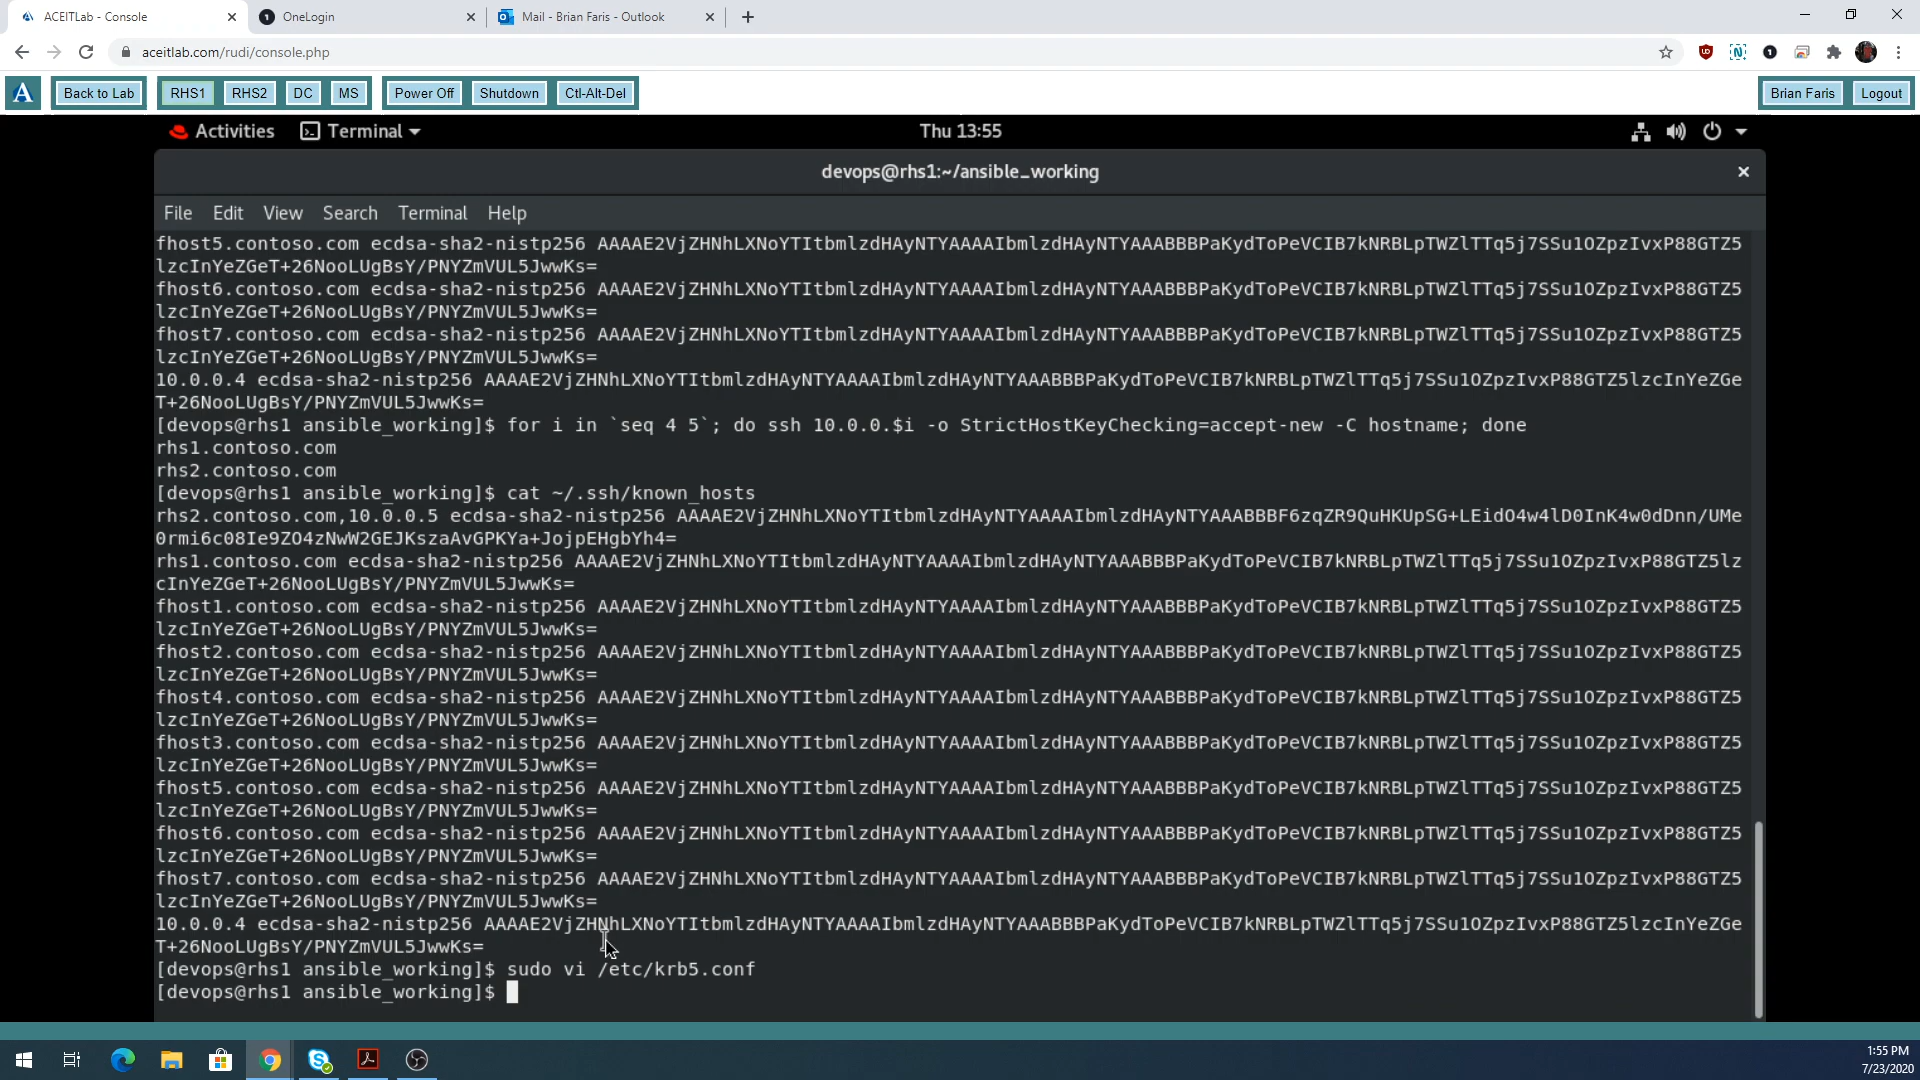 ACEITLab - Console
OneLogin
Mail - Brian Faris - Outlook
aceitlab.com/rudi/console.php
Back to Lab
RHS1
RHS2
DC
MS
Power Off
Shutdown
Ctl-Alt-Del
Brian Faris
Logout
Activities
Terminal
Thu 13:55
devops@rhs1:~/ansible_working
File Edit View Search Terminal Help
fhost5.contoso.com ecdsa-sha2-nistp256 AAAAE2VjZHNhLXNoYTItbmlzdHAyNTYAAAAIbmlzdHAyNTYAAABBBPaKydToPeVCIB7kNRBLpTWZlTTq5j7SSu1OZpzIvxP88GTZ5
lzcInYeZGeT+26NooLUgBsY/PNYZmVUL5JwwKs=
fhost6.contoso.com ecdsa-sha2-nistp256 AAAAE2VjZHNhLXNoYTItbmlzdHAyNTYAAAAIbmlzdHAyNTYAAABBBPaKydToPeVCIB7kNRBLpTWZlTTq5j7SSu1OZpzIvxP88GTZ5
lzcInYeZGeT+26NooLUgBsY/PNYZmVUL5JwwKs=
fhost7.contoso.com ecdsa-sha2-nistp256 AAAAE2VjZHNhLXNoYTItbmlzdHAyNTYAAAAIbmlzdHAyNTYAAABBBPaKydToPeVCIB7kNRBLpTWZlTTq5j7SSu1OZpzIvxP88GTZ5
lzcInYeZGeT+26NooLUgBsY/PNYZmVUL5JwwKs=
10.0.0.4 ecdsa-sha2-nistp256 AAAAE2VjZHNhLXNoYTItbmlzdHAyNTYAAAAIbmlzdHAyNTYAAABBBPaKydToPeVCIB7kNRBLpTWZlTTq5j7SSu1OZpzIvxP88GTZ5lzcInYeZGe
T+26NooLUgBsY/PNYZmVUL5JwwKs=
[devops@rhs1 ansible_working]$ for i in `seq 4 5`; do ssh 10.0.0.$i -o StrictHostKeyChecking=accept-new -C hostname; done
rhs1.contoso.com
rhs2.contoso.com
[devops@rhs1 ansible_working]$ cat ~/.ssh/known_hosts
rhs2.contoso.com,10.0.0.5 ecdsa-sha2-nistp256 AAAAE2VjZHNhLXNoYTItbmlzdHAyNTYAAAAIbmlzdHAyNTYAAABBBF6zqZR9QuHKUpSG+LEidO4w4lD0InK4w0dDnn/UMe
0rmi6c08Ie9ZO4zNwW2GEJKszaAvGPKYa+JojpEHgbYh4=
rhs1.contoso.com ecdsa-sha2-nistp256 AAAAE2VjZHNhLXNoYTItbmlzdHAyNTYAAAAIbmlzdHAyNTYAAABBBPaKydToPeVCIB7kNRBLpTWZlTTq5j7SSu1OZpzIvxP88GTZ5lz
cInYeZGeT+26NooLUgBsY/PNYZmVUL5JwwKs=
fhost1.contoso.com ecdsa-sha2-nistp256 AAAAE2VjZHNhLXNoYTItbmlzdHAyNTYAAAAIbmlzdHAyNTYAAABBBPaKydToPeVCIB7kNRBLpTWZlTTq5j7SSu1OZpzIvxP88GTZ5
lzcInYeZGeT+26NooLUgBsY/PNYZmVUL5JwwKs=
fhost2.contoso.com ecdsa-sha2-nistp256 AAAAE2VjZHNhLXNoYTItbmlzdHAyNTYAAAAIbmlzdHAyNTYAAABBBPaKydToPeVCIB7kNRBLpTWZlTTq5j7SSu1OZpzIvxP88GTZ5
lzcInYeZGeT+26NooLUgBsY/PNYZmVUL5JwwKs=
fhost4.contoso.com ecdsa-sha2-nistp256 AAAAE2VjZHNhLXNoYTItbmlzdHAyNTYAAAAIbmlzdHAyNTYAAABBBPaKydToPeVCIB7kNRBLpTWZlTTq5j7SSu1OZpzIvxP88GTZ5
lzcInYeZGeT+26NooLUgBsY/PNYZmVUL5JwwKs=
fhost3.contoso.com ecdsa-sha2-nistp256 AAAAE2VjZHNhLXNoYTItbmlzdHAyNTYAAAAIbmlzdHAyNTYAAABBBPaKydToPeVCIB7kNRBLpTWZlTTq5j7SSu1OZpzIvxP88GTZ5
lzcInYeZGeT+26NooLUgBsY/PNYZmVUL5JwwKs=
fhost5.contoso.com ecdsa-sha2-nistp256 AAAAE2VjZHNhLXNoYTItbmlzdHAyNTYAAAAIbmlzdHAyNTYAAABBBPaKydToPeVCIB7kNRBLpTWZlTTq5j7SSu1OZpzIvxP88GTZ5
lzcInYeZGeT+26NooLUgBsY/PNYZmVUL5JwwKs=
fhost6.contoso.com ecdsa-sha2-nistp256 AAAAE2VjZHNhLXNoYTItbmlzdHAyNTYAAAAIbmlzdHAyNTYAAABBBPaKydToPeVCIB7kNRBLpTWZlTTq5j7SSu1OZpzIvxP88GTZ5
lzcInYeZGeT+26NooLUgBsY/PNYZmVUL5JwwKs=
fhost7.contoso.com ecdsa-sha2-nistp256 AAAAE2VjZHNhLXNoYTItbmlzdHAyNTYAAAAIbmlzdHAyNTYAAABBBPaKydToPeVCIB7kNRBLpTWZlTTq5j7SSu1OZpzIvxP88GTZ5
lzcInYeZGeT+26NooLUgBsY/PNYZmVUL5JwwKs=
10.0.0.4 ecdsa-sha2-nistp256 AAAAE2VjZHNhLXNoYTItbmlzdHAyNTYAAAAIbmlzdHAyNTYAAABBBPaKydToPeVCIB7kNRBLpTWZlTTq5j7SSu1OZpzIvxP88GTZ5lzcInYeZGe
T+26NooLUgBsY/PNYZmVUL5JwwKs=
[devops@rhs1 ansible_working]$ sudo vi /etc/krb5.conf
[devops@rhs1 ansible_working]$
1:55 PM
7/23/2020